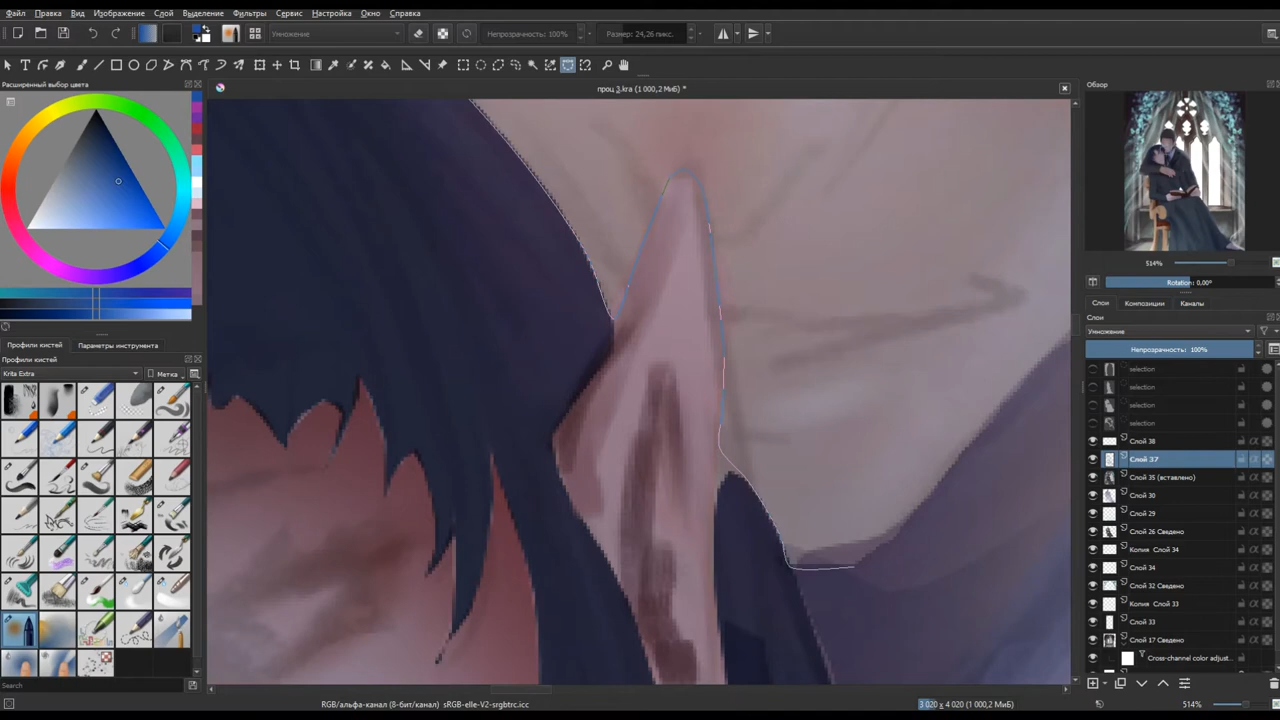 Файл Правка Вид Изображение Слой Выделение Фильтры Сервис Настройка Окно Справка
Умножение Непрозрачность: 100% Размер: 24,26 пикс.
Расширенный выбор цвета
проц 3.kra (1 000,2 МиБ) *
Обзор
514%
Rotation: 0,00°
Слои Композиции Каналы
Слои
Умножение
Непрозрачность: 100%
selection
selection
selection
selection
Слой 38
Слой 37
Слой 35 (вставлено)
Слой 30
Слой 29
Слой 26 Сведено
Копия Слой 34
Слой 34
Слой 32 Сведено
Копия Слой 33
Слой 33
Слой 17 Сведено
Cross-channel color adjust...
Профили кистей Параметры инструмента
Профили кистей
Krita Extra Метка
Search
RGB/альфа-канал (8-бит/канал) sRGB-elle-V2-srgbtrc.icc
3 020 x 4 020 (1 000,2 МиБ)
514%